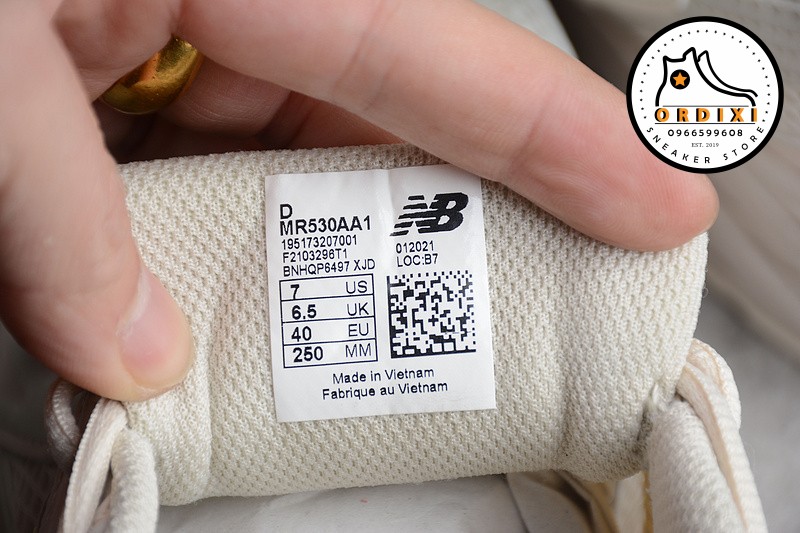 D
MR530AA1
195173207001
F2103296T1
BNHQP6497 XJD
7 US
6.5 UK
40 EU
250 MM
NB
012021
LOC:B7
Made in Vietnam
Fabrique au Vietnam
ORDIXI
0966599608
EST. 2019
SNEAKER STORE